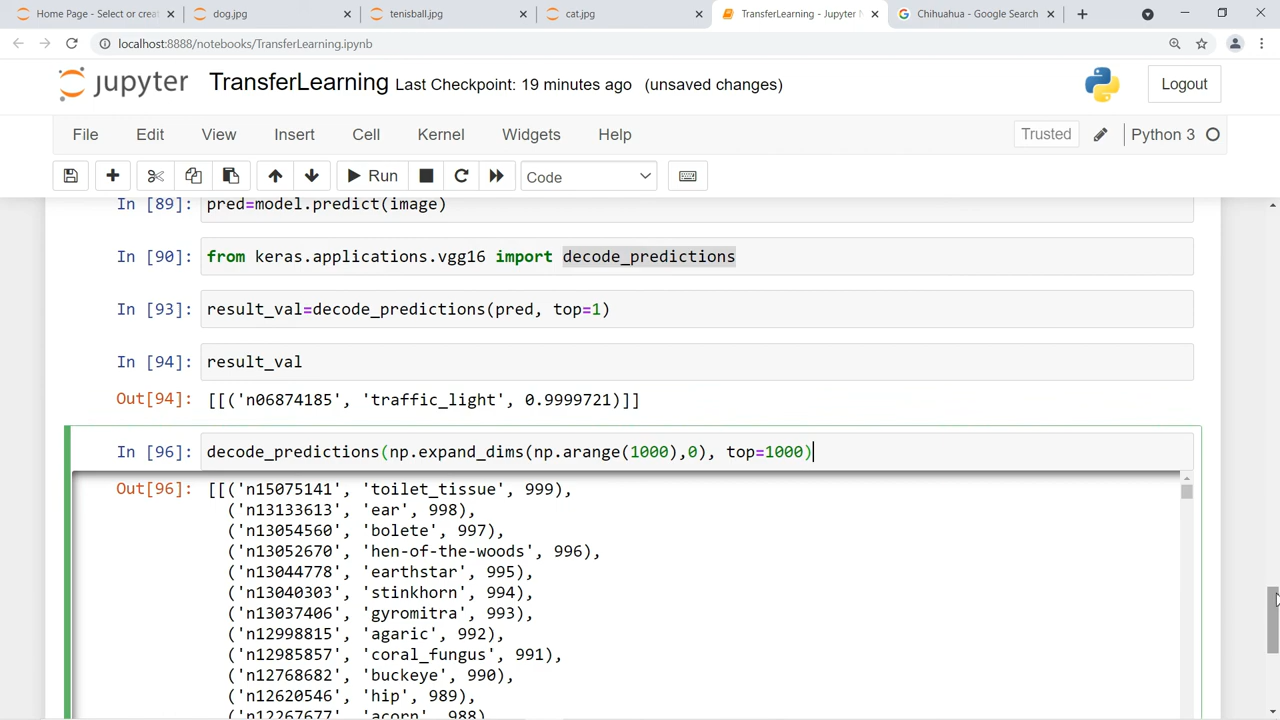 Home Page - Select or creat
dog.jpg
tenisball.jpg
cat.jpg
TransferLearning - Jupyter N
Chihuahua - Google Search
localhost:8888/notebooks/TransferLearning.ipynb
jupyter TransferLearning Last Checkpoint: 19 minutes ago (unsaved changes)
Logout
File Edit View Insert Cell Kernel Widgets Help
Trusted
Python 3
Run
Code
In [89]: pred=model.predict(image)
In [90]: from keras.applications.vgg16 import decode_predictions
In [93]: result_val=decode_predictions(pred, top=1)
In [94]: result_val
Out[94]: [[('n06874185', 'traffic_light', 0.9999721)]]
In [96]: decode_predictions(np.expand_dims(np.arange(1000),0), top=1000)
Out[96]: [[('n15075141', 'toilet_tissue', 999),
('n13133613', 'ear', 998),
('n13054560', 'bolete', 997),
('n13052670', 'hen-of-the-woods', 996),
('n13044778', 'earthstar', 995),
('n13040303', 'stinkhorn', 994),
('n13037406', 'gyromitra', 993),
('n12998815', 'agaric', 992),
('n12985857', 'coral_fungus', 991),
('n12768682', 'buckeye', 990),
('n12620546', 'hip', 989),
('n12267677', 'acorn', 988)